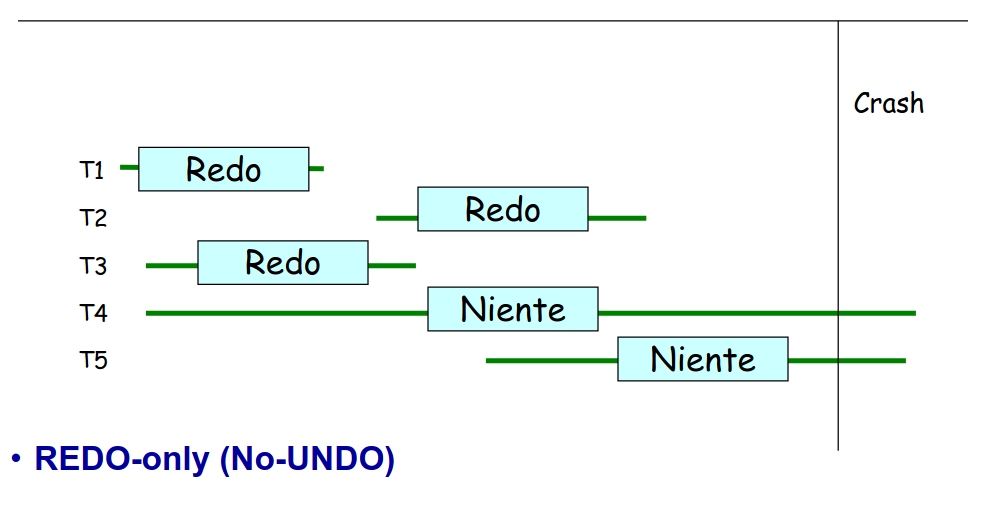 Crash
T1 Redo
T2 Redo
T3 Redo
T4 Niente
T5 Niente
• REDO-only (No-UNDO)